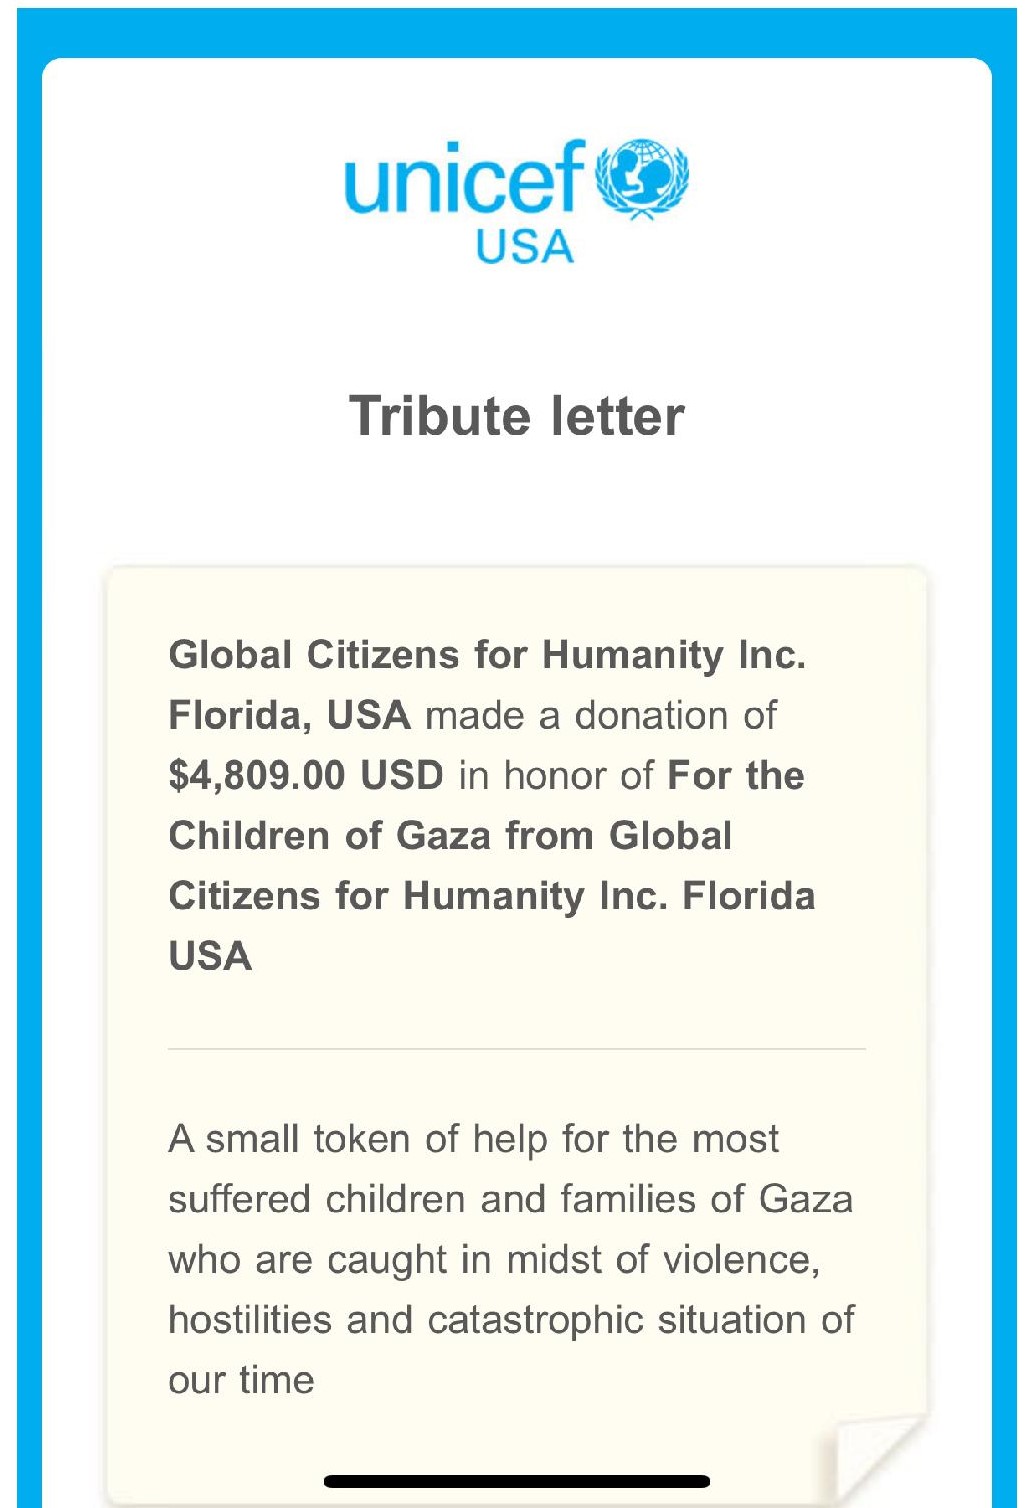 unicef
USA
Tribute letter
Global Citizens for Humanity Inc.
Florida, USA made a donation of
$4,809.00 USD in honor of For the
Children of Gaza from Global
Citizens for Humanity Inc. Florida
USA
A small token of help for the most
suffered children and families of Gaza
who are caught in midst of violence,
hostilities and catastrophic situation of
our time